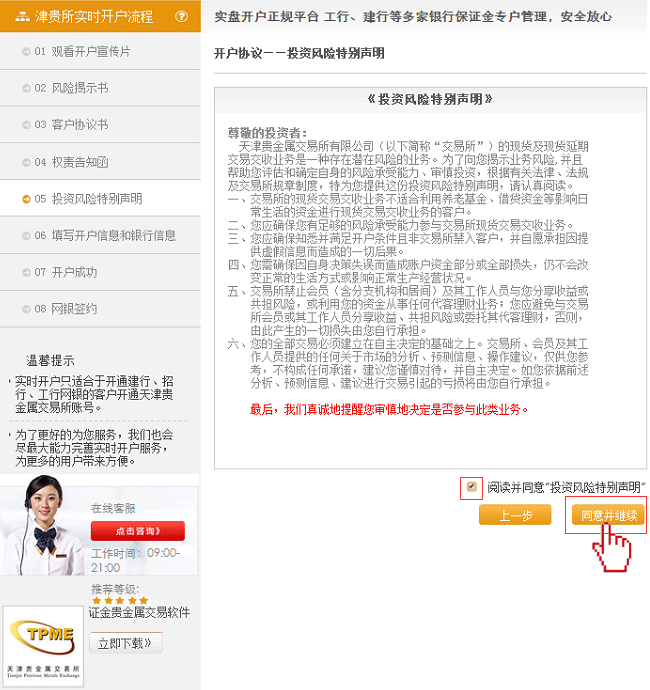 津贵所实时开户流程
?
01 观看开户宣传片
02 风险揭示书
03 客户协议书
04 权责告知函
05 投资风险特别声明
06 填写开户信息和银行信息
07 开户成功
08 网银签约
温馨提示
实时开户只适合于开通建行、招
行、工行网银的客户开通天津贵
金属交易所账号。
为了更好的为您服务，我们也会
尽最大能力完善实时开户服务，
为更多的用户带来方便。
在线客服
点击咨询》
工作时间：09:00-
21:00
推荐等级:
证金贵金属交易软件
立即下载》
TPME
天津贵金属交易所
Tianjin Precious Metals Exchange
实盘开户正规平台 工行、建行等多家银行保证金专户管理，安全放心
开户协议——投资风险特别声明
《投资风险特别声明》
尊敬的投资者：
天津贵金属交易所有限公司（以下简称“交易所”）的现货及现货延期
交易交收业务是一种存在潜在风险的业务。为了向您揭示业务风险,并且
帮助您评估和确定自身的风险承受能力、审慎投资，根据有关法律、法规
及交易所规章制度，特为您提供这份投资风险特别声明，请认真阅读。
一、交易所的现货交易交收业务不适合利用养老基金、借贷资金等影响日
常生活的资金进行现货交易交收业务的客户。
二、您应确保您有足够的风险承受能力参与交易所现货交易交收业务。
三、您应确保知悉并满足开户条件且非交易所禁入客户，并自愿承担因提
供虚假信息而造成的一切后果。
四、您需确保因自身决策失误而造成账户资金部分或全部损失，仍不会改
变正常的生活方式或影响正常生产经营状况。
五、交易所禁止会员（含分支机构和居间）及其工作人员与您分享收益或
共担风险，或利用您的资金从事任何代客理财业务；您应避免与交易
所会员或其工作人员分享收益、共担风险或委托其代客理财，否则，
由此产生的一切损失由您自行承担。
六、您的全部交易必须建立在自主决定的基础之上。交易所、会员及其工
作人员提供的任何关于市场的分析、预测信息、操作建议，仅供您参
考，不构成任何承诺，建议您谨慎对待，并自主决定。如您依据前述
分析、预测信息、建议进行交易引起的亏损将由您自行承担。
最后，我们真诚地提醒您审慎地决定是否参与此类业务。
阅读并同意“投资风险特别声明”
上一步
同意并继续